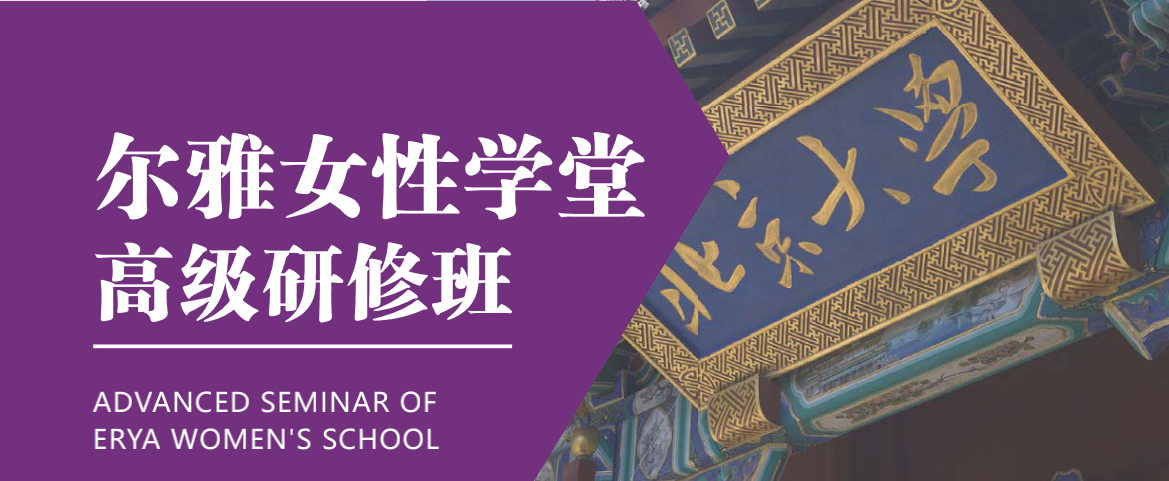 尔雅女性学堂
高级研修班
ADVANCED SEMINAR OF
ERYA WOMEN'S SCHOOL
北京大学